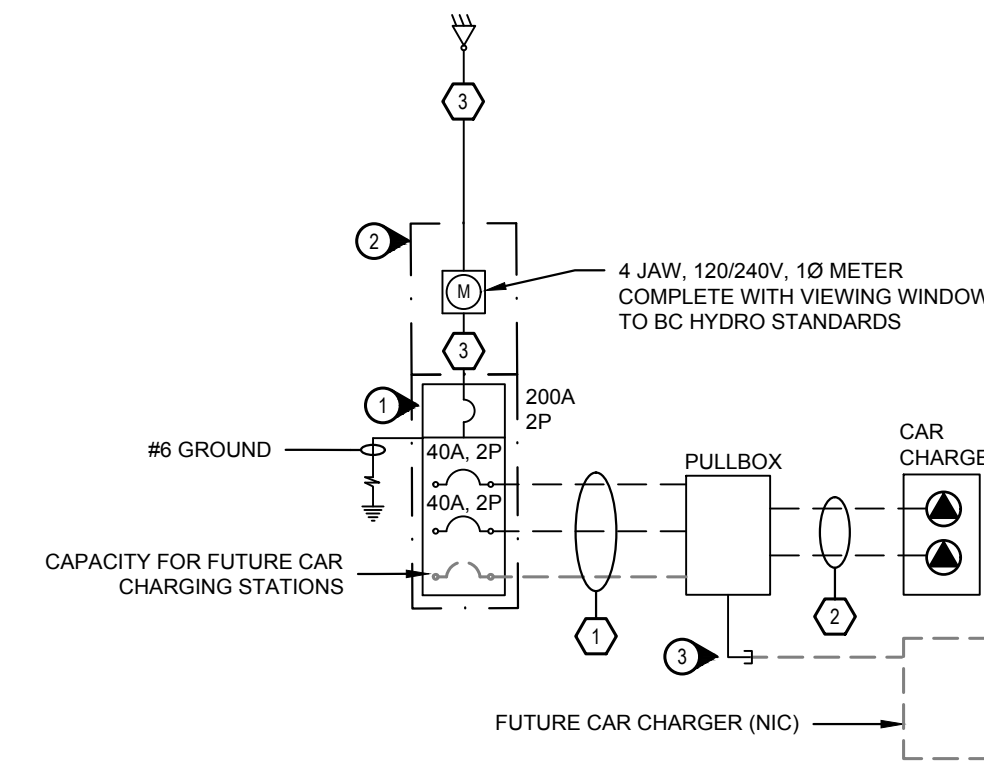 3
2
4 JAW, 120/240V, 1Ø METER
COMPLETE WITH VIEWING WINDOW
TO BC HYDRO STANDARDS
M
3
1
200A
2P
#6 GROUND
40A, 2P
40A, 2P
PULLBOX
CAR
CHARGE
CAPACITY FOR FUTURE CAR
CHARGING STATIONS
1
2
3
FUTURE CAR CHARGER (NIC)